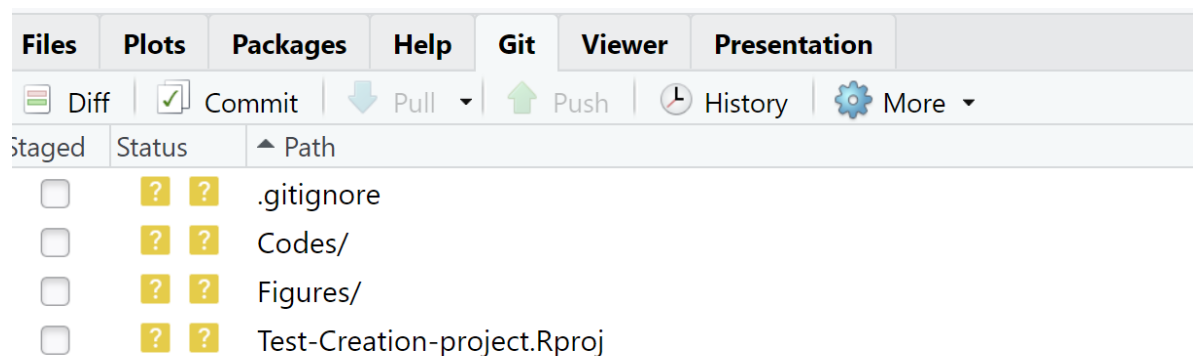 Files Plots Packages Help Git Viewer Presentation
Diff Commit Pull Push History More
Staged Status Path
? ? .gitignore
? ? Codes/
? ? Figures/
? ? Test-Creation-project.Rproj